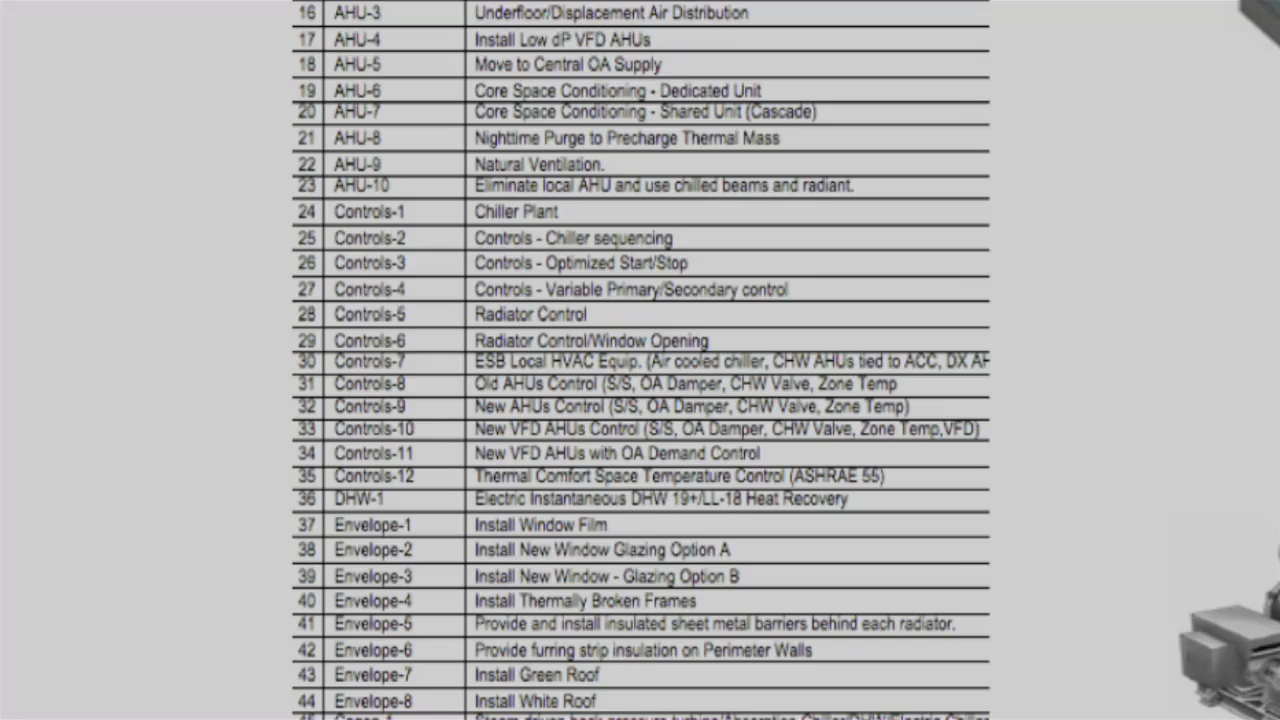 16 AHU-3 Underfloor/Displacement Air Distribution
17 AHU-4 Install Low dP VFD AHUs
18 AHU-5 Move to Central OA Supply
19 AHU-6 Core Space Conditioning - Dedicated Unit
20 AHU-7 Core Space Conditioning - Shared Unit (Cascade)
21 AHU-8 Nighttime Purge to Precharge Thermal Mass
22 AHU-9 Natural Ventilation.
23 AHU-10 Eliminate local AHU and use chilled beams and radiant.
24 Controls-1 Chiller Plant
25 Controls-2 Controls - Chiller sequencing
26 Controls-3 Controls - Optimized Start/Stop
27 Controls-4 Controls - Variable Primary/Secondary control
28 Controls-5 Radiator Control
29 Controls-6 Radiator Control/Window Opening
30 Controls-7 ESB Local HVAC Equip. (Air cooled chiller, CHW AHUs tied to ACC, DX AH
31 Controls-8 Old AHUs Control (S/S, OA Damper, CHW Valve, Zone Temp
32 Controls-9 New AHUs Control (S/S, OA Damper, CHW Valve, Zone Temp)
33 Controls-10 New VFD AHUs Control (S/S, OA Damper, CHW Valve, Zone Temp,VFD)
34 Controls-11 New VFD AHUs with OA Demand Control
35 Controls-12 Thermal Comfort Space Temperature Control (ASHRAE 55)
36 DHW-1 Electric Instantaneous DHW 19+/LL-18 Heat Recovery
37 Envelope-1 Install Window Film
38 Envelope-2 Install New Window Glazing Option A
39 Envelope-3 Install New Window - Glazing Option B
40 Envelope-4 Install Thermally Broken Frames
41 Envelope-5 Provide and install insulated sheet metal barriers behind each radiator.
42 Envelope-6 Provide furring strip insulation on Perimeter Walls
43 Envelope-7 Install Green Roof
44 Envelope-8 Install White Roof